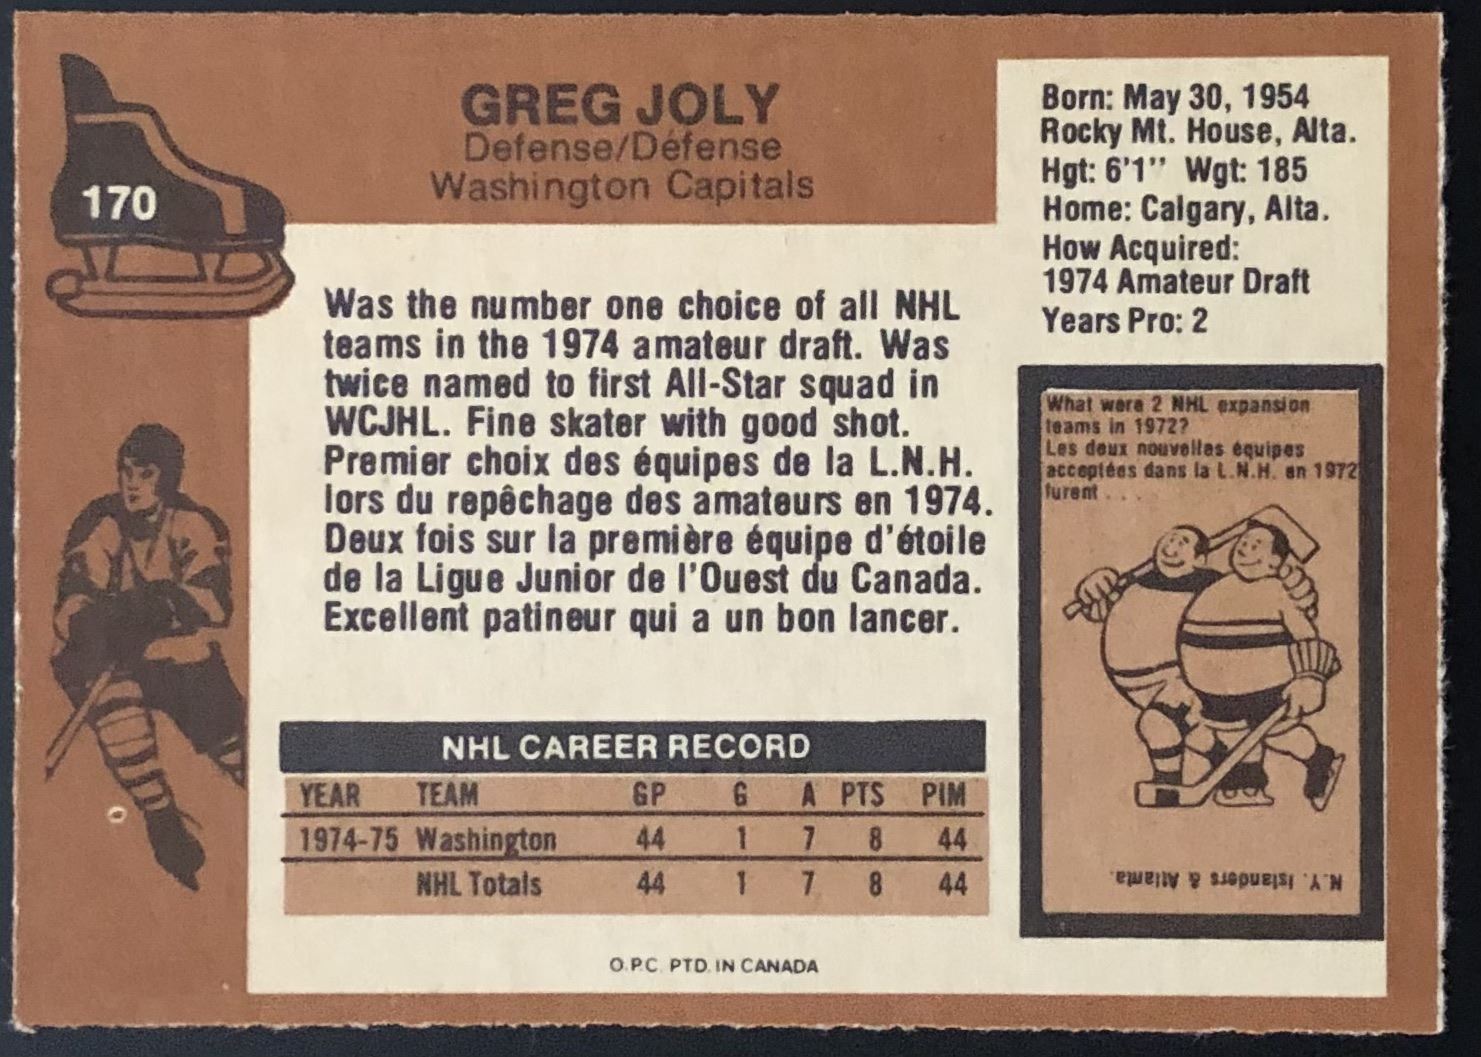 170
GREG JOLY
Defense/Défense
Washington Capitals
Born: May 30, 1954
Rocky Mt. House, Alta.
Hgt: 6'1" Wgt: 185
Home: Calgary, Alta.
How Acquired:
1974 Amateur Draft
Years Pro: 2
Was the number one choice of all NHL
teams in the 1974 amateur draft. Was
twice named to first All-Star squad in
WCJHL. Fine skater with good shot.
Premier choix des équipes de la L.N.H.
lors du repêchage des amateurs en 1974.
Deux fois sur la première équipe d'étoile
de la Ligue Junior de l'Ouest du Canada.
Excellent patineur qui a un bon lancer.
What were 2 NHL expansion
teams in 1972?
Les deux nouvelles équipes
acceptées dans la L.N.H. en 1972
furent . . .
N.Y. Islanders & Atlanta.
NHL CAREER RECORD
YEAR TEAM GP G A PTS PIM
1974-75 Washington 44 1 7 8 44
NHL Totals 44 1 7 8 44
O.P.C. PTD. IN CANADA